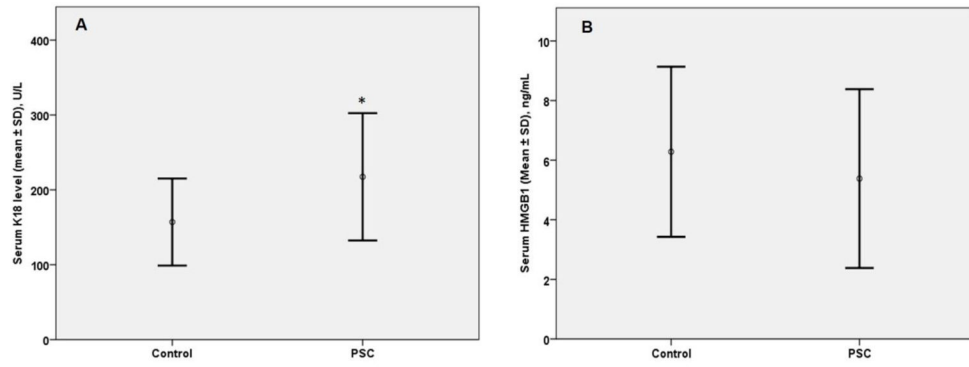 A
Serum K18 level (mean ± SD), U/L
400
300
200
100
0
*
Control
PSC
B
Serum HMGB1 (Mean ± SD), ng/mL
10
8
6
4
2
0
Control
PSC